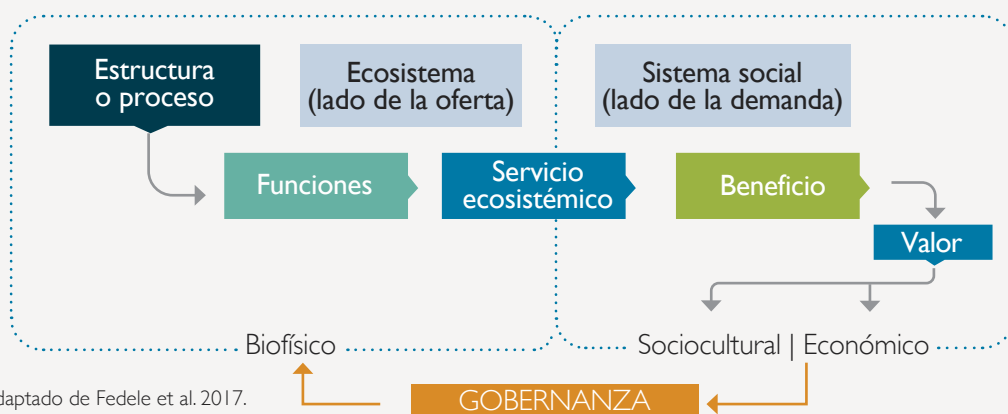 Estructura
o proceso
Ecosistema
(lado de la oferta)
Sistema social
(lado de la demanda)
Funciones
Servicio
ecosistémico
Beneficio
Valor
Biofísico
Sociocultural | Económico
daptado de Fedele et al. 2017.
GOBERNANZA